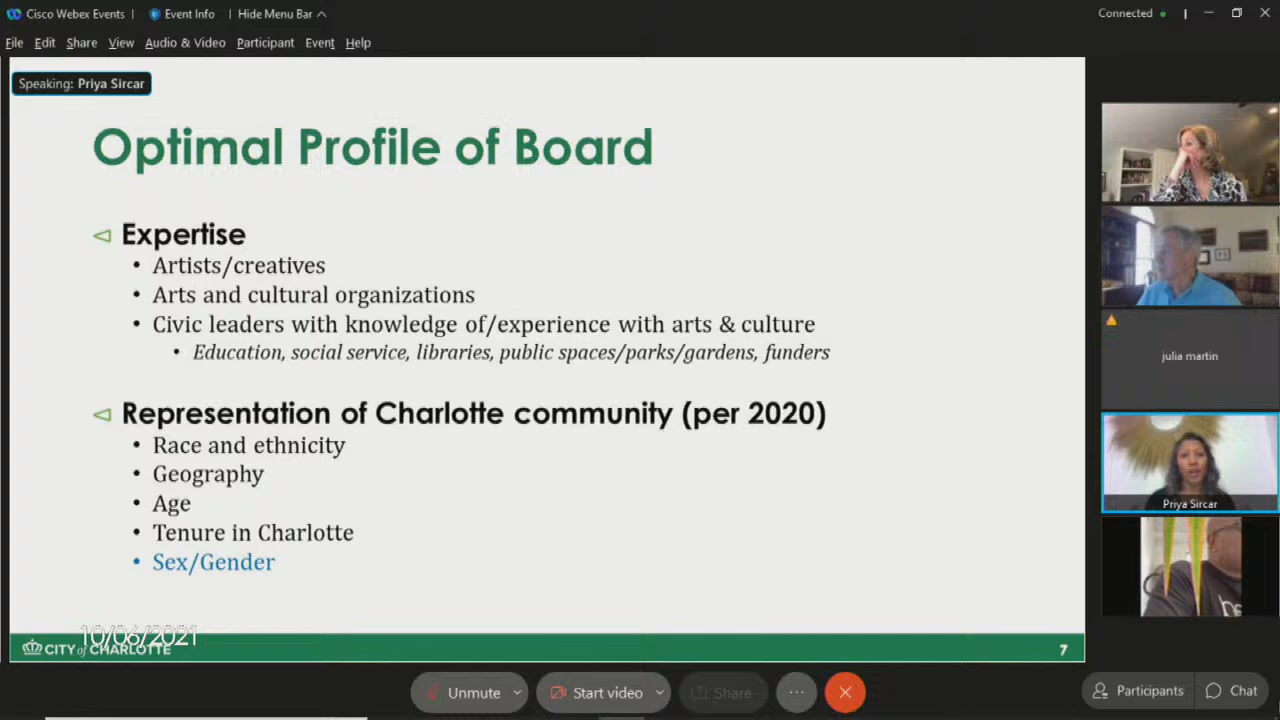 Cisco Webex Events
Event Info
Hide Menu Bar
Connected
File Edit Share View Audio & Video Participant Event Help
Speaking: Priya Sircar
Optimal Profile of Board
Expertise
• Artists/creatives
• Arts and cultural organizations
• Civic leaders with knowledge of/experience with arts & culture
• Education, social service, libraries, public spaces/parks/gardens, funders
Representation of Charlotte community (per 2020)
• Race and ethnicity
• Geography
• Age
• Tenure in Charlotte
• Sex/Gender
10/06/2021
CITY of CHARLOTTE
7
julia martin
Priya Sircar
Unmute
Start video
Share
Participants
Chat